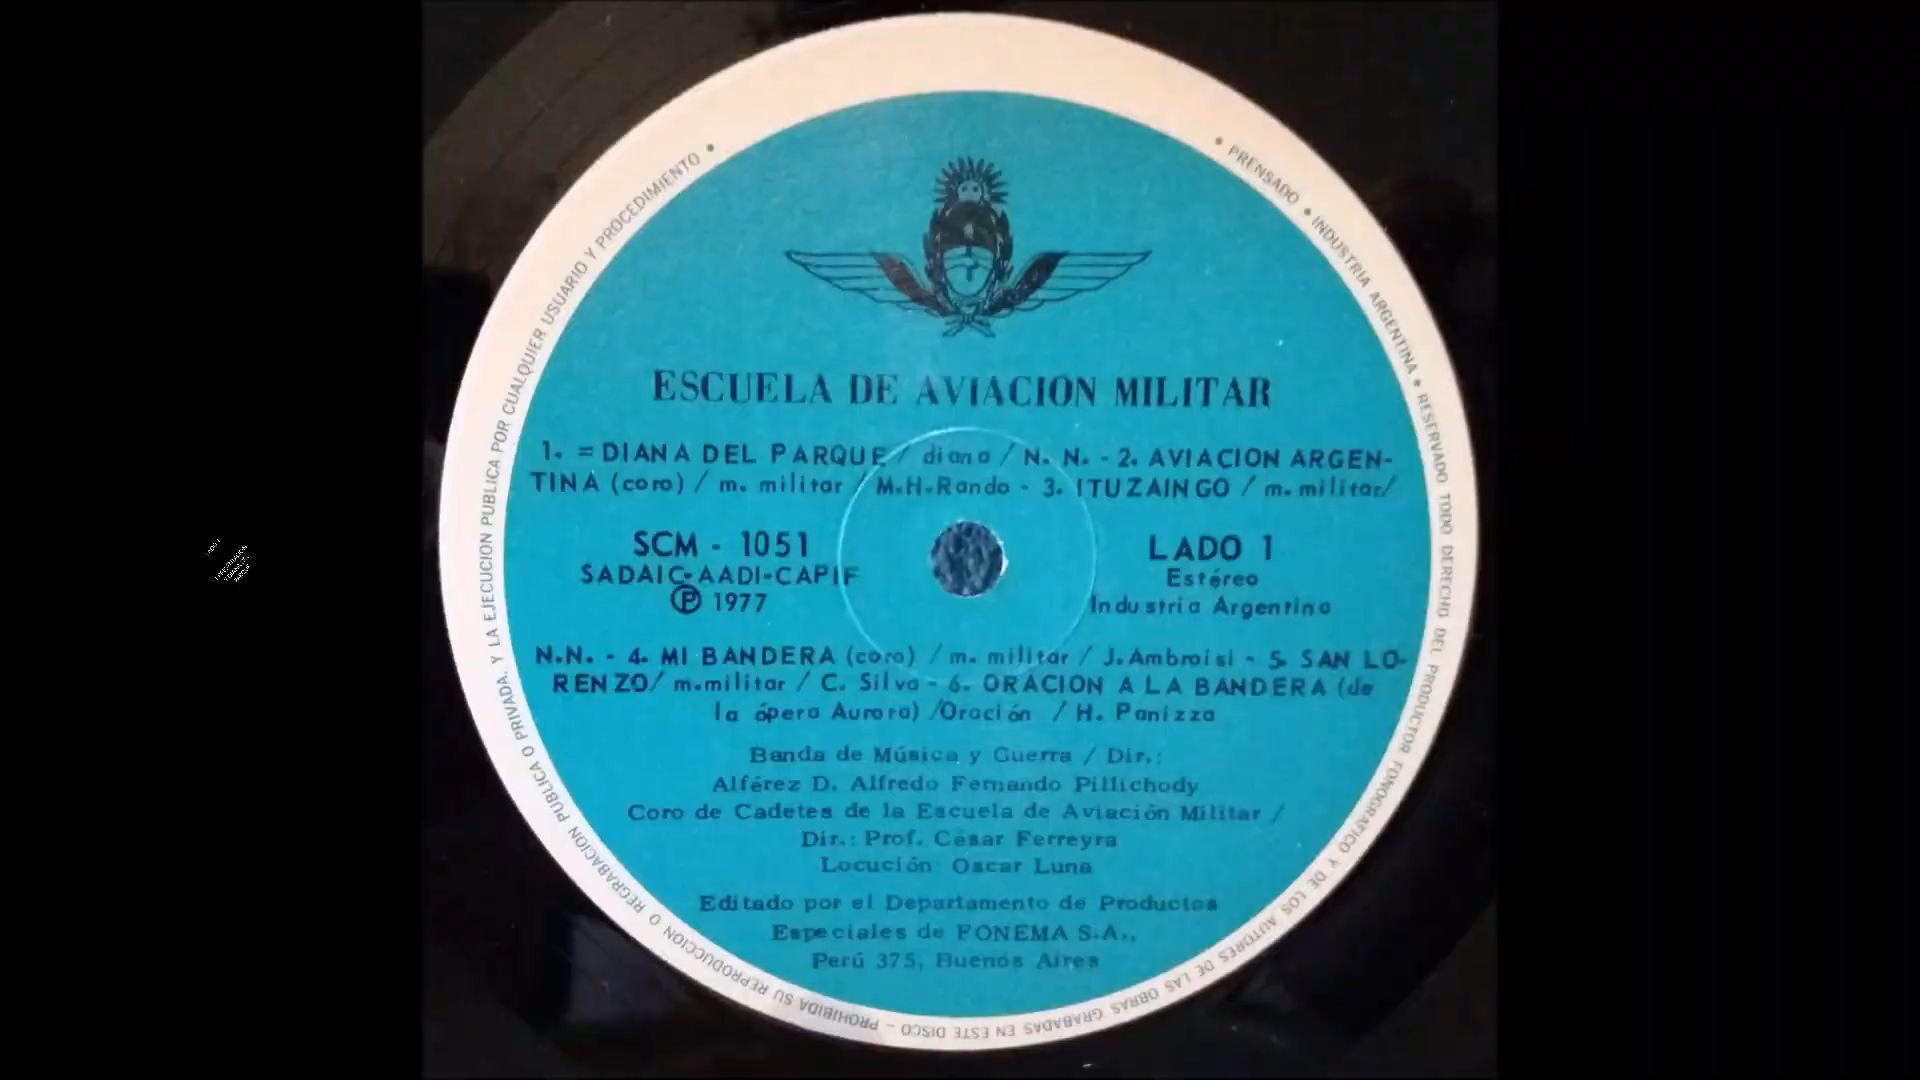 PRENSADO • INDUSTRIA ARGENTINA • RESERVADO TODO DERECHO DEL PRODUCTOR FONOGRAFICO Y DE LOS AUTORES DE LAS OBRAS GRABADAS EN ESTE DISCO - PROHIBIDA SU REPRODUCCION O REGRABACION PUBLICA O PRIVADA. Y LA EJECUCION PUBLICA POR CUALQUIER USUARIO Y PROCEDIMIENTO •
ESCUELA DE AVIACION MILITAR
1. = DIANA DEL PARQUE / diana / N. N. - 2. AVIACION ARGEN-
TINA (coro) / m. militar / M.H.Rando - 3. ITUZAINGO / m. militar/
SCM - 1051
SADAIC-AADI-CAPIF
Ⓟ 1977
LADO 1
Estéreo
Industria Argentina
N.N. - 4. MI BANDERA (coro) / m. militar / J. Ambroisi - 5. SAN LO-
RENZO/ m.militar / C. Silva - 6. ORACION A LA BANDERA (de
la ópera Aurora) /Oración / H. Panizza
Banda de Música y Guerra / Dir.:
Alférez D. Alfredo Fernando Pillichody
Coro de Cadetes de la Escuela de Aviación Militar /
Dir.: Prof. César Ferreyra
Locución: Oscar Luna
Editado por el Departamento de Productos
Especiales de FONEMA S.A.,
Perú 375, Buenos Aires